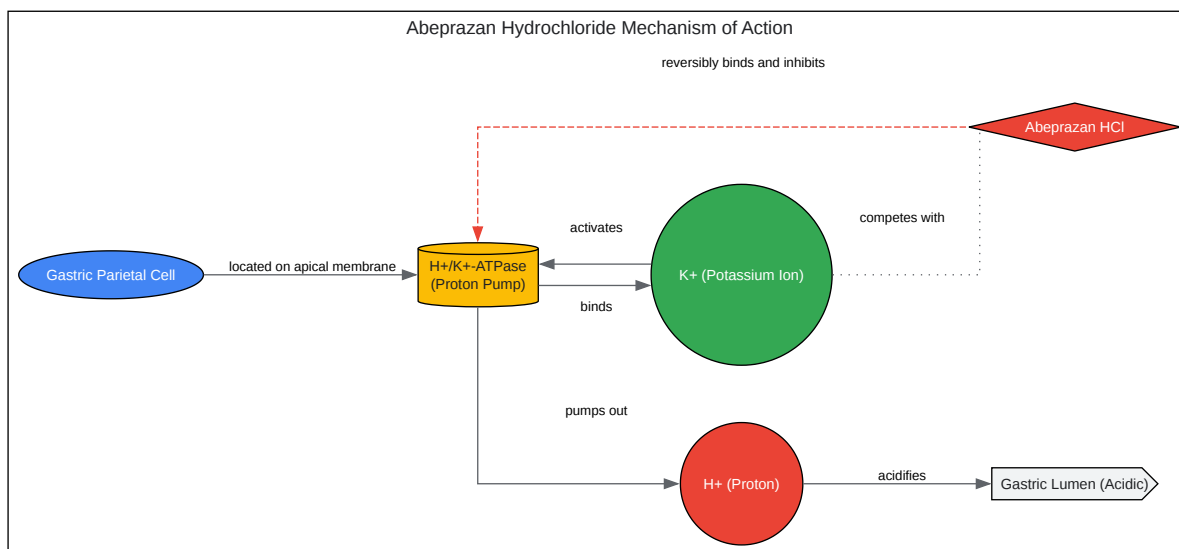 Abeprazan Hydrochloride Mechanism of Action
reversibly binds and inhibits
Abeprazan HCl
competes with
activates
Gastric Parietal Cell
located on apical membrane
H+/K+-ATPase
(Proton Pump)
K+ (Potassium Ion)
binds
pumps out
H+ (Proton)
acidifies
Gastric Lumen (Acidic)